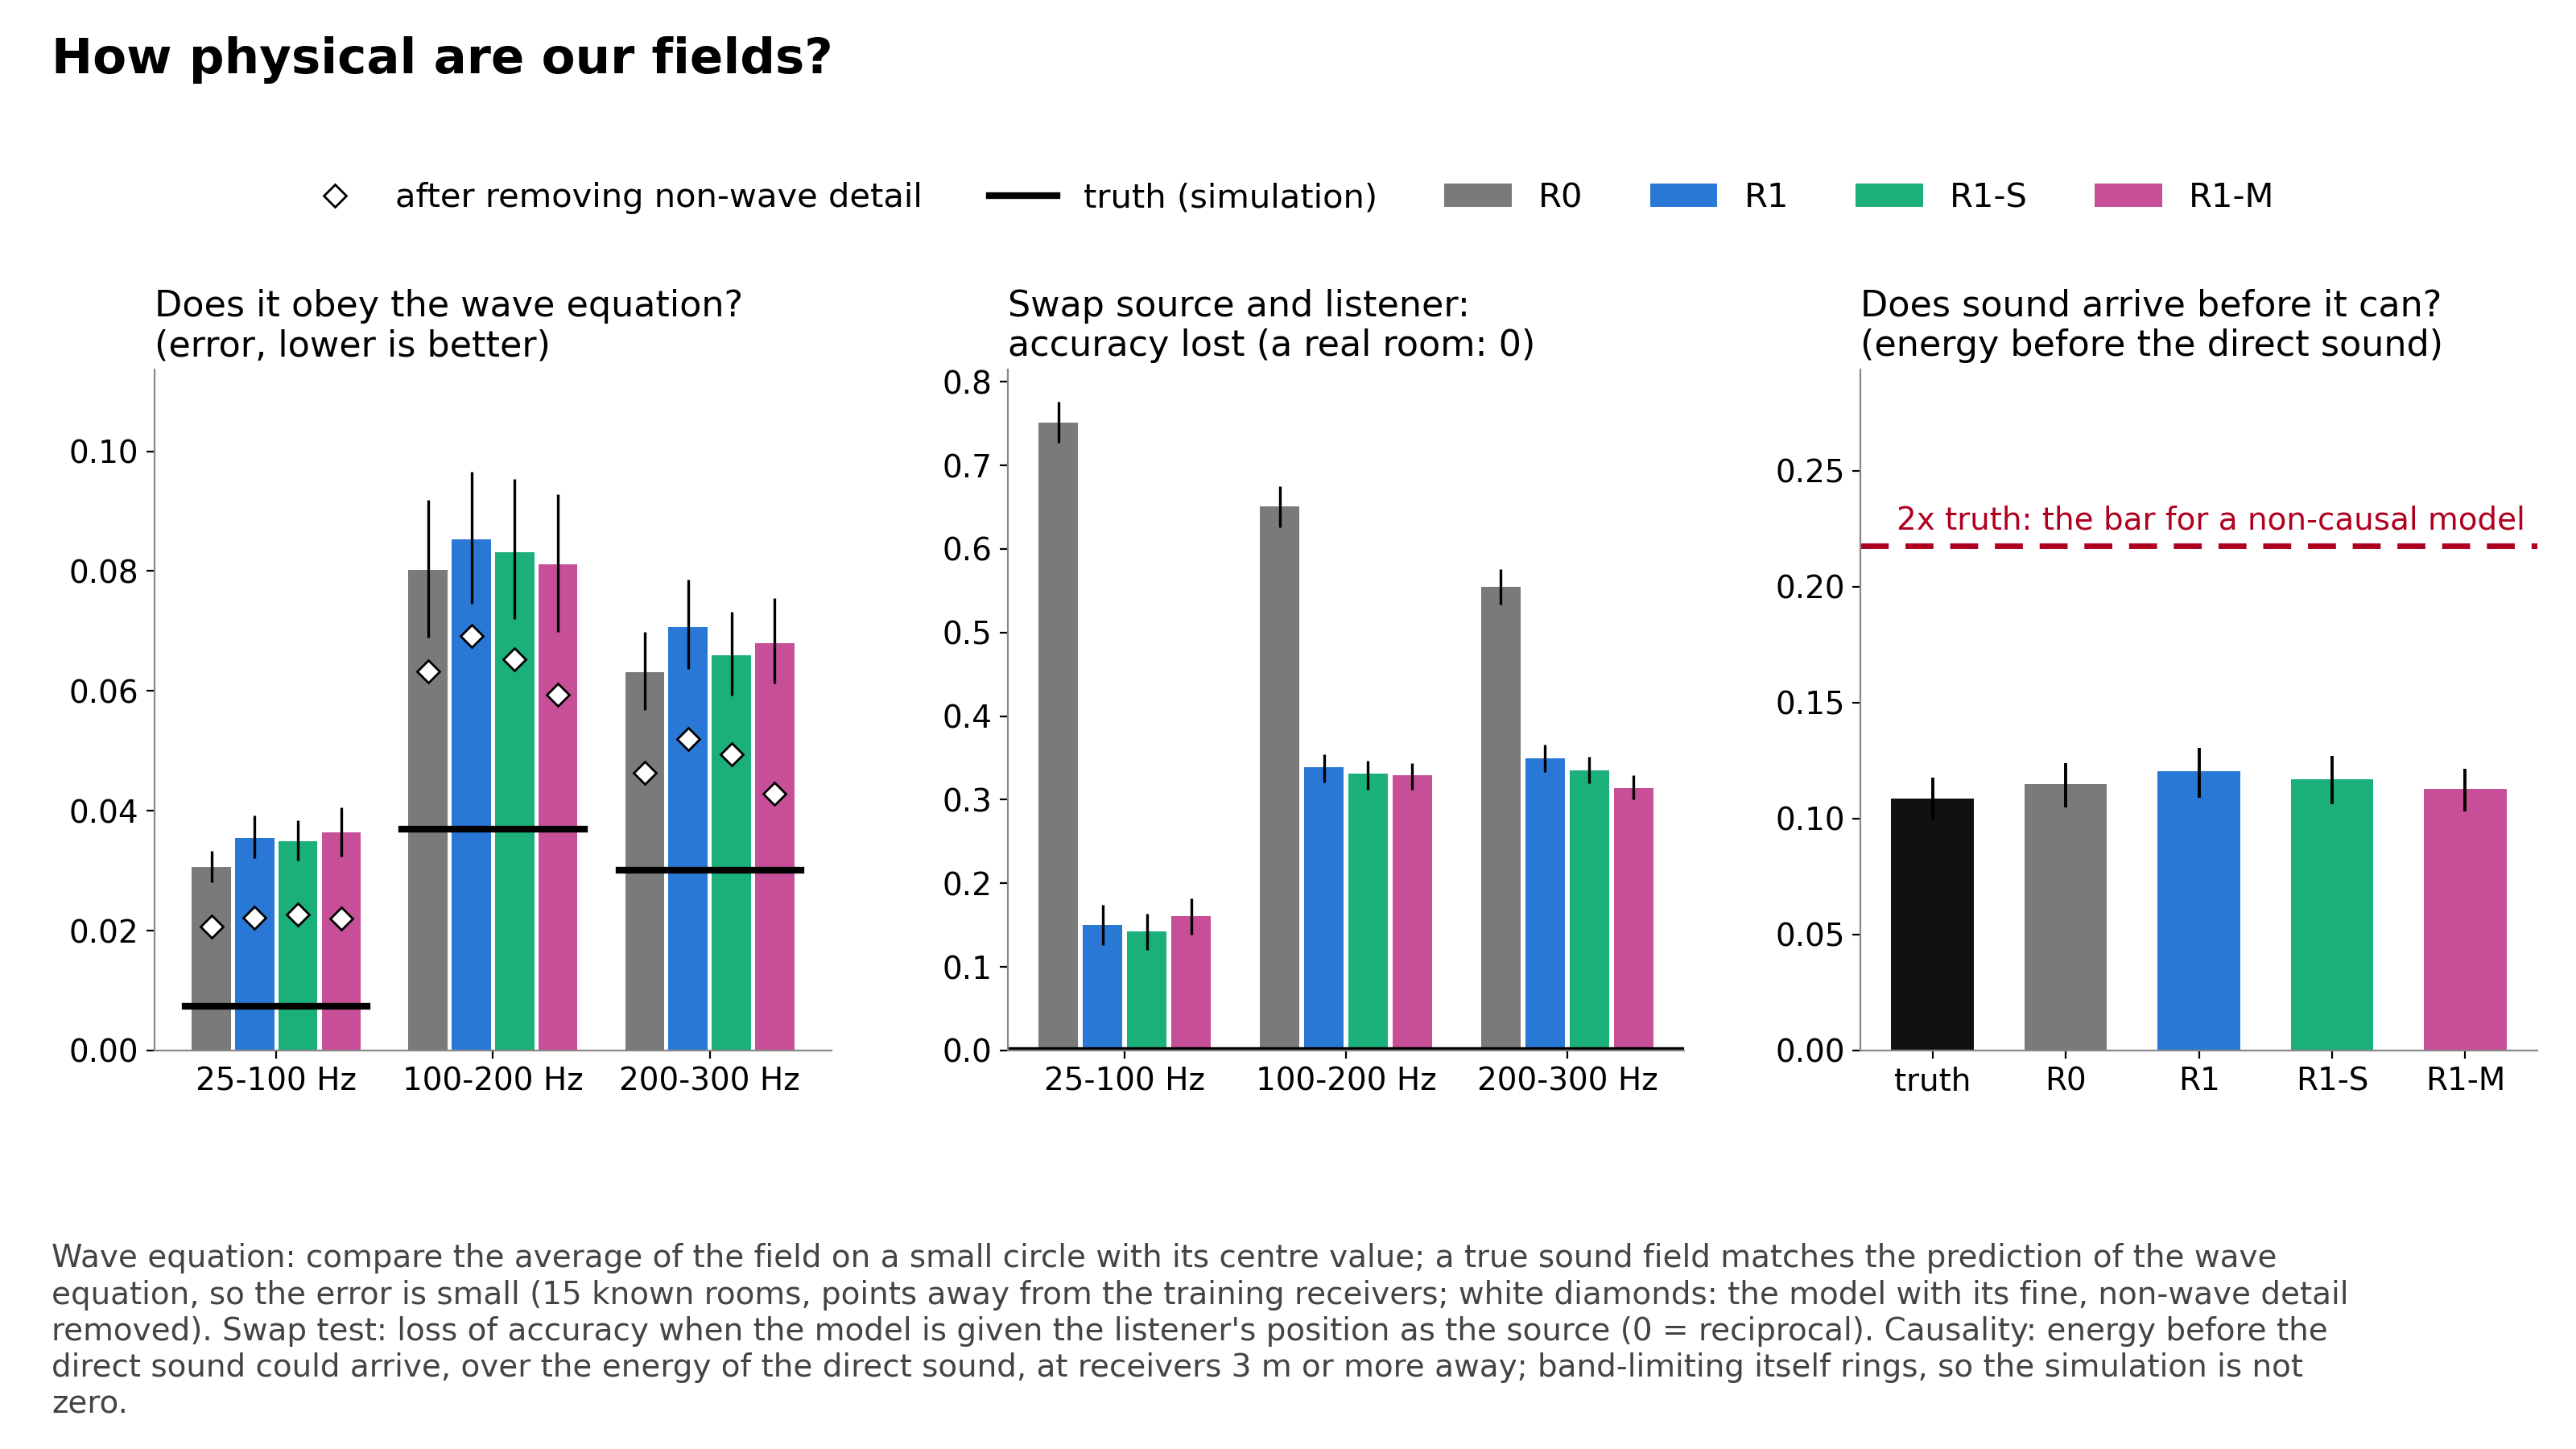 How physical are our fields?
after removing non-wave detail
truth (simulation)
R0
R1
R1-S
R1-M
Does it obey the wave equation?
(error, lower is better)
0.10
0.08
0.06
0.04
0.02
0.00
25-100 Hz
100-200 Hz
200-300 Hz
Swap source and listener:
accuracy lost (a real room: 0)
0.8
0.7
0.6
0.5
0.4
0.3
0.2
0.1
0.0
25-100 Hz
100-200 Hz
200-300 Hz
Does sound arrive before it can?
(energy before the direct sound)
2x truth: the bar for a non-causal model
0.25
0.20
0.15
0.10
0.05
0.00
truth
R0
R1
R1-S
R1-M
Wave equation: compare the average of the field on a small circle with its centre value; a true sound field matches the prediction of the wave
equation, so the error is small (15 known rooms, points away from the training receivers; white diamonds: the model with its fine, non-wave detail
removed). Swap test: loss of accuracy when the model is given the listener's position as the source (0 = reciprocal). Causality: energy before the
direct sound could arrive, over the energy of the direct sound, at receivers 3 m or more away; band-limiting itself rings, so the simulation is not
zero.